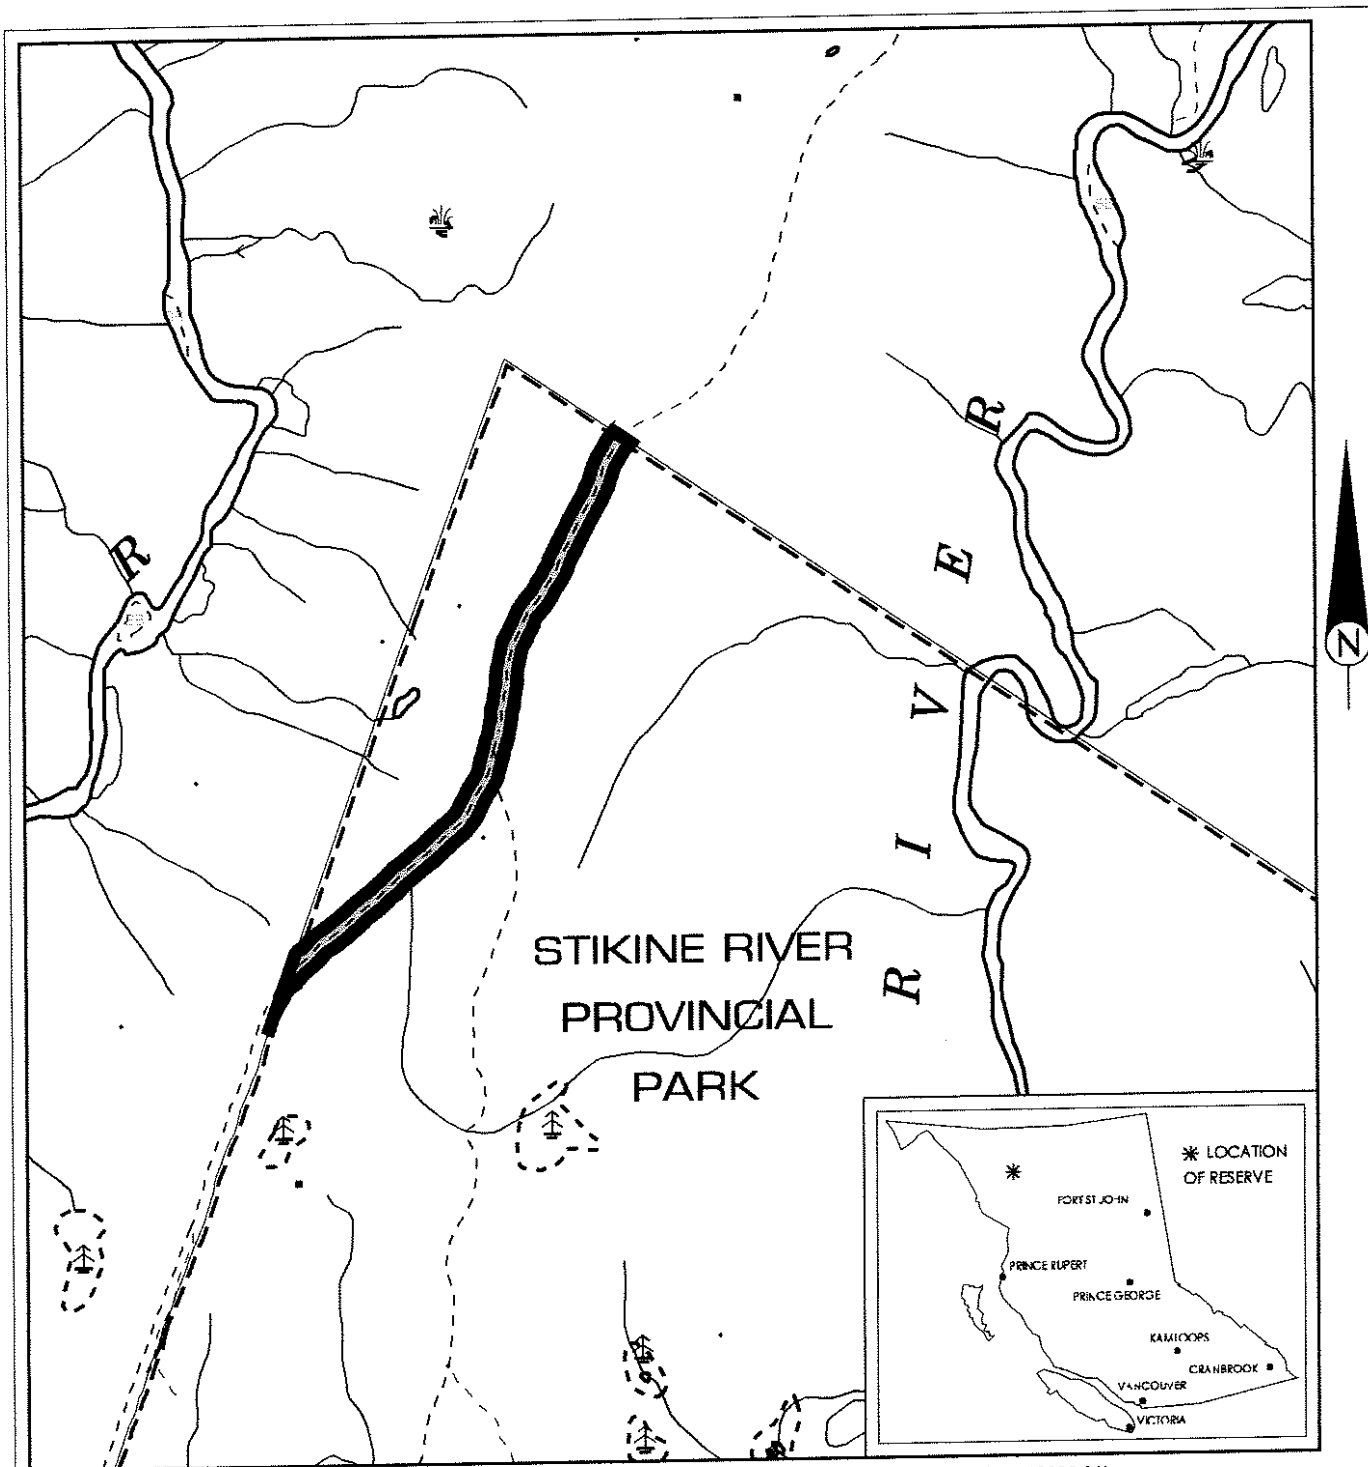 R
R
E
V
I
R
N
STIKINE RIVER
PROVINCIAL
PARK
LOCATION
OF RESERVE
FORT ST JOHN
PRINCE RUPERT
PRINCE GEORGE
KAMLOOPS
CRANBROOK
VANCOUVER
VICTORIA